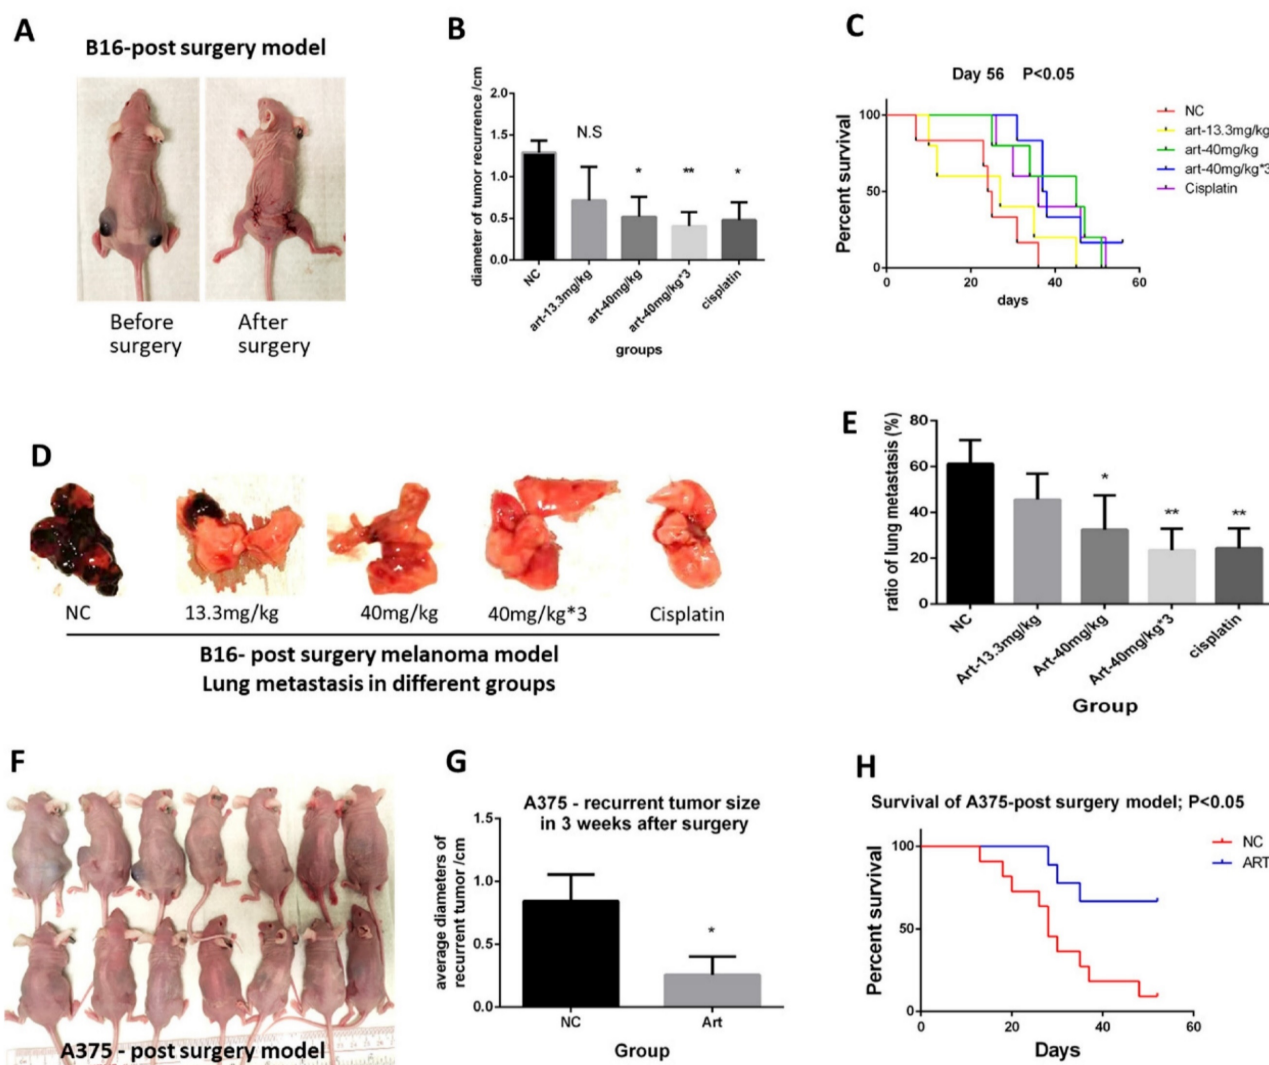 A
B16-post surgery model
Before
surgery
After
surgery
B
diameter of tumor recurrence /cm
2.0
1.5
1.0
0.5
0.0
N.S
*
**
*
NC
art-13.3mg/kg
art-40mg/kg
art-40mg/kg*3
cisplatin
groups
C
Day 56 P<0.05
Percent survival
100
50
0
0 20 40 60
days
NC
art-13.3mg/kg
art-40mg/kg
art-40mg/kg*3
Cisplatin
D
NC 13.3mg/kg 40mg/kg 40mg/kg*3 Cisplatin
B16- post surgery melanoma model
Lung metastasis in different groups
E
ratio of lung metastasis (%)
80
60
40
20
0
*
**
**
NC
Art-13.3mg/kg
Art-40mg/kg
Art-40mg/kg*3
cisplatin
Group
F
A375 - post surgery model
G
A375 - recurrent tumor size
in 3 weeks after surgery
average diameters of
recurrent tumor /cm
1.5
1.0
0.5
0.0
*
NC Art
Group
H
Survival of A375-post surgery model; P<0.05
Percent survival
100
50
0
0 20 40 60
Days
NC
ART